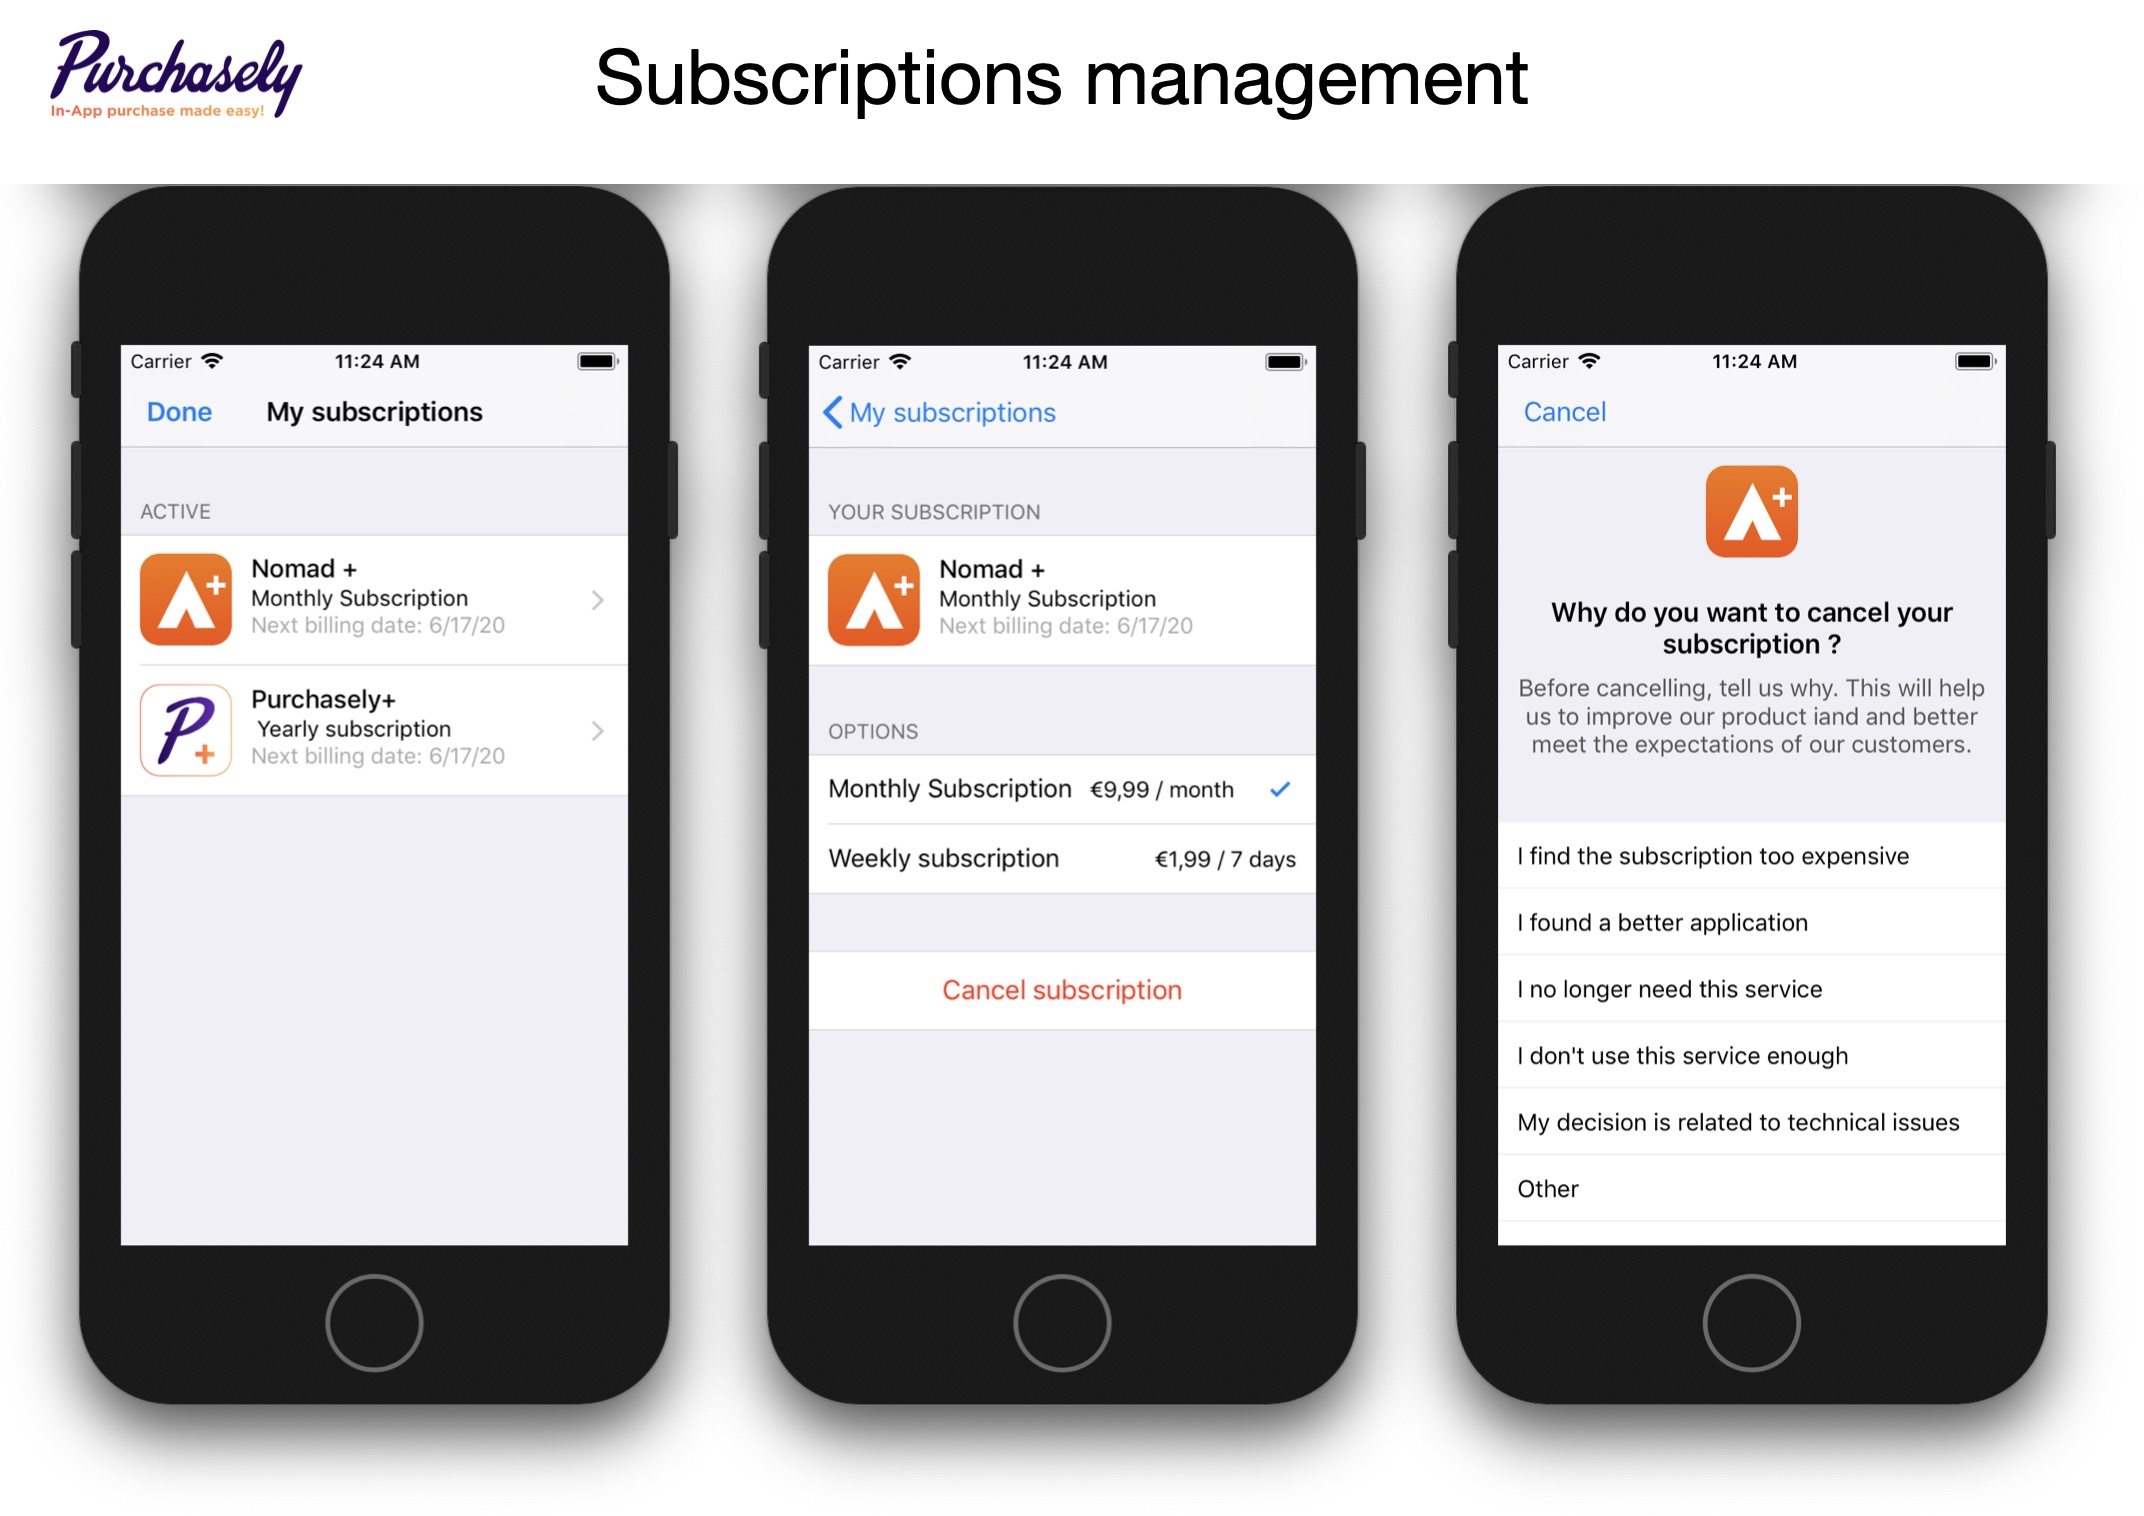 Purchasely
In-App purchase made easy!
Subscriptions management
Carrier 11:24 AM
Done My subscriptions
ACTIVE
Nomad +
Monthly Subscription
Next billing date: 6/17/20
Purchasely+
Yearly subscription
Next billing date: 6/17/20
Carrier 11:24 AM
My subscriptions
YOUR SUBSCRIPTION
Nomad +
Monthly Subscription
Next billing date: 6/17/20
OPTIONS
Monthly Subscription €9,99 / month
Weekly subscription €1,99 / 7 days
Cancel subscription
Carrier 11:24 AM
Cancel
Why do you want to cancel your
subscription ?
Before cancelling, tell us why. This will help
us to improve our product iand and better
meet the expectations of our customers.
I find the subscription too expensive
I found a better application
I no longer need this service
I don't use this service enough
My decision is related to technical issues
Other